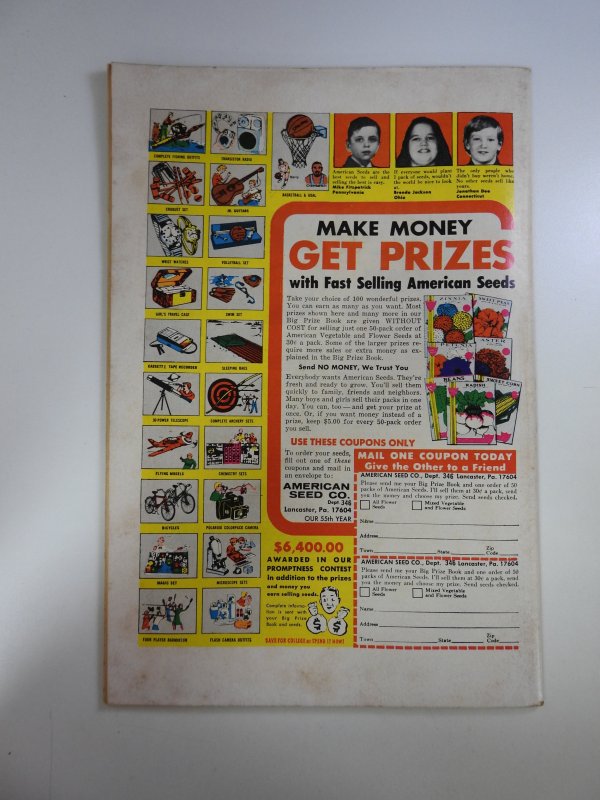 COMPLETE FISHING OUTFITS
TRANSISTOR RADIO
BASKETBALL & GOAL
American Seeds are the
best seeds to sell and
selling the best is easy.
Mike Fitzpatrick
Pennsylvania
If everyone would plant
1 pack of seeds, wouldn't
the world be nice to look
at.
Brenda Jackson
Ohio
The only people who
didn't buy weren't home.
No other seeds sell like
yours.
Jonathan Dee
Connecticut
CROQUET SET
JR. GUITARS
WRIST WATCHES
VOLLEYBALL SET
GIRL'S TRAVEL CASE
SWIM SET
CASSETTE TAPE RECORDER
SLEEPING BAGS
30-POWER TELESCOPE
COMPLETE ARCHERY SETS
FLYING MODELS
CHEMISTRY SETS
BICYCLES
POLAROID COLORPACK CAMERA
MAGIC SET
MICROSCOPE SETS
FOUR PLAYER BADMINTON
FLASH CAMERA OUTFITS
MAKE MONEY
GET PRIZES
with Fast Selling American Seeds
Take your choice of 100 wonderful prizes.
You can earn as many as you want. Most
prizes shown here and many more in our
Big Prize Book are given WITHOUT
COST for selling just one 50-pack order of
American Vegetable and Flower Seeds at
30¢ a pack. Some of the larger prizes re-
quire more sales or extra money as ex-
plained in the Big Prize Book.
Send NO MONEY, We Trust You
Everybody wants American Seeds. They're
fresh and ready to grow. You'll sell them
quickly to family, friends and neighbors.
Many boys and girls sell their packs in one
day. You can, too — and get your prize at
once. Or, if you want money instead of a
prize, keep $5.00 for every 50-pack order
you sell.
ZINNIA
SWEET PEAS
PETUNIA
ASTER
BEANS
RADISH
SWEET CORN
USE THESE COUPONS ONLY
To order your seeds,
fill out one of these
coupons and mail in
an envelope to:
AMERICAN
SEED CO.
Dept 346
Lancaster, Pa. 17604
OUR 55th YEAR
$6,400.00
AWARDED IN OUR
PROMPTNESS CONTEST
In addition to the prizes
and money you
earn selling seeds.
Complete informa-
tion is sent with
your Big Prize
Book and seeds.
SAVE FOR COLLEGE or SPEND IT NOW!
MAIL ONE COUPON TODAY
Give the Other to a Friend
AMERICAN SEED CO., Dept. 346 Lancaster, Pa. 17604
Please send me your Big Prize Book and one order of 50
packs of American Seeds. I'll sell them at 30¢ a pack, send
you the money and choose my prize. Send seeds checked.
All Flower
Seeds
Mixed Vegetable
and Flower Seeds
Name
Address
Town State Zip
Code
AMERICAN SEED CO., Dept. 346 Lancaster, Pa. 17604
Please send me your Big Prize Book and one order of 50
packs of American Seeds. I'll sell them at 30¢ a pack, send
you the money and choose my prize. Send seeds checked.
All Flower
Seeds
Mixed Vegetable
and Flower Seeds
Name
Address
Town State Zip
Code